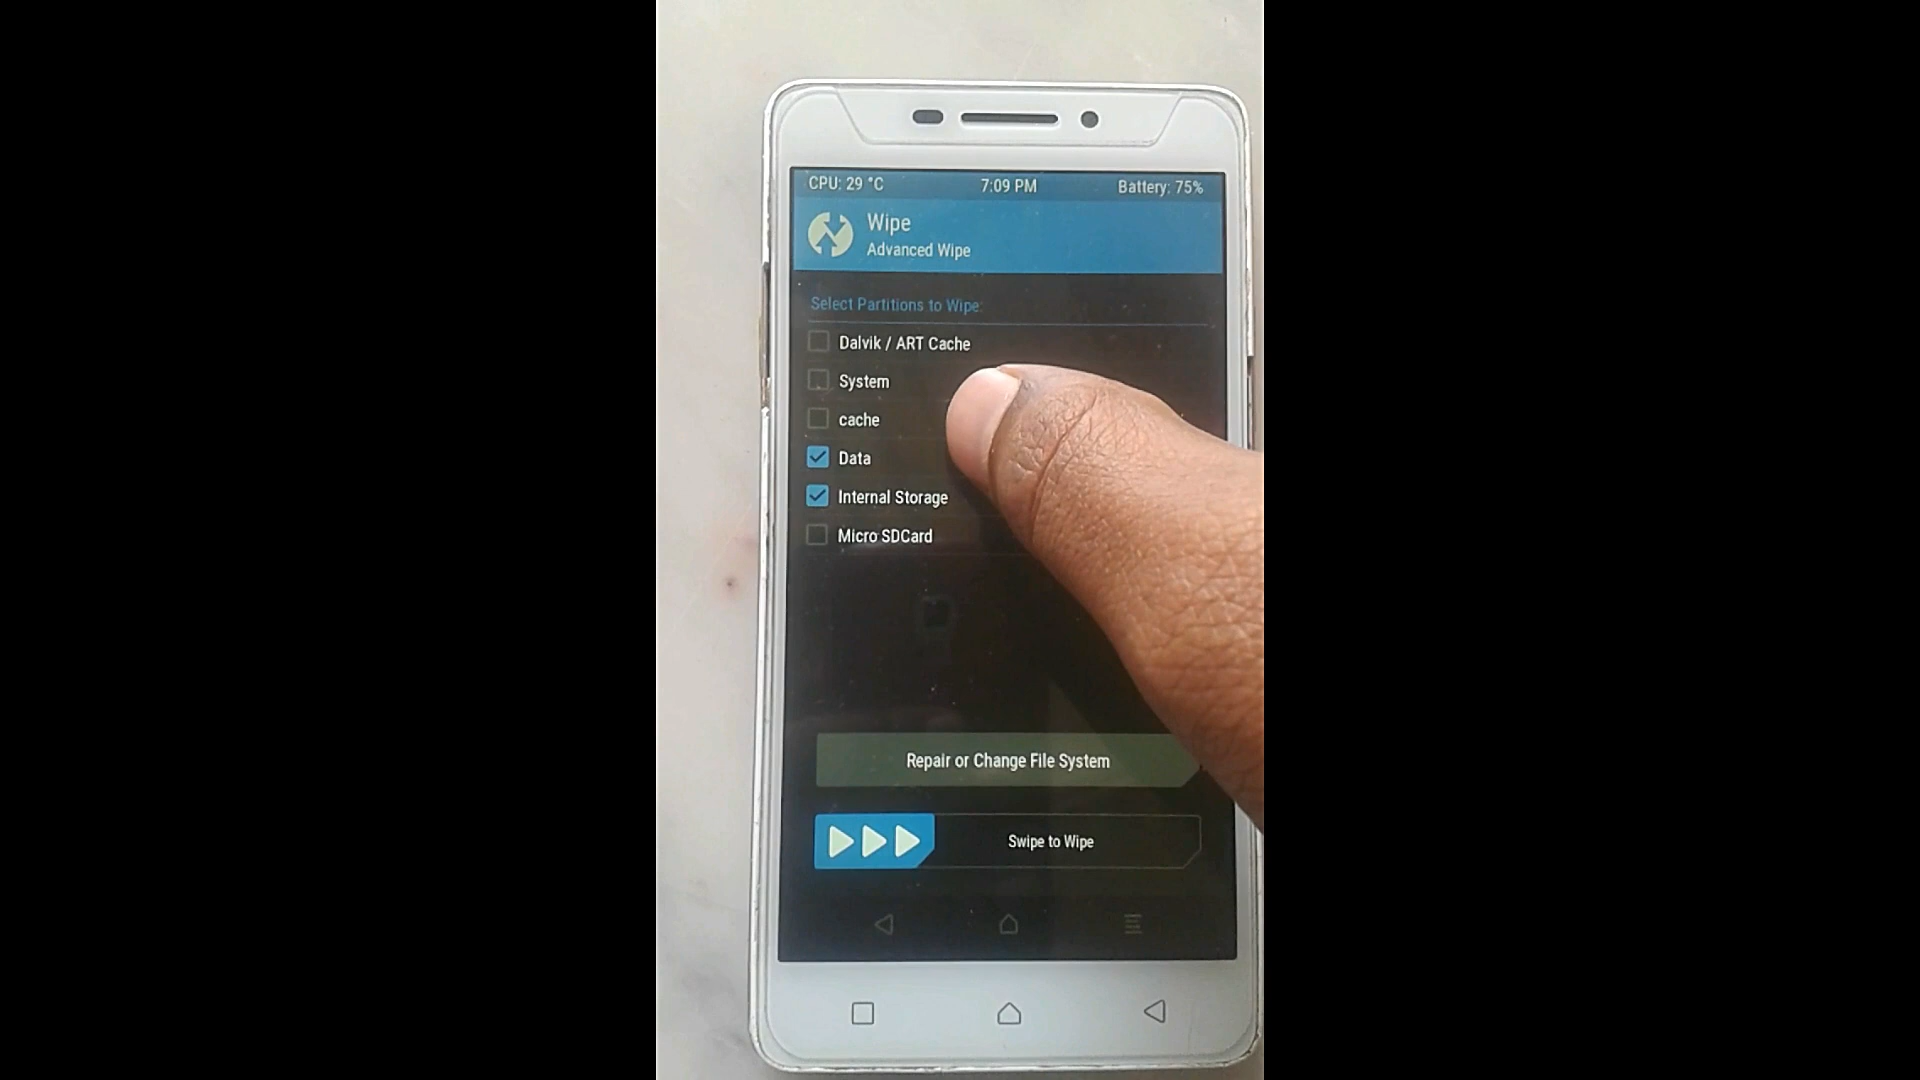 CPU: 29 °C 7:09 PM Battery: 75%
Wipe
Advanced Wipe
Select Partitions to Wipe:
Dalvik / ART Cache
System
cache
Data
Internal Storage
Micro SDCard
Repair or Change File System
Swipe to Wipe